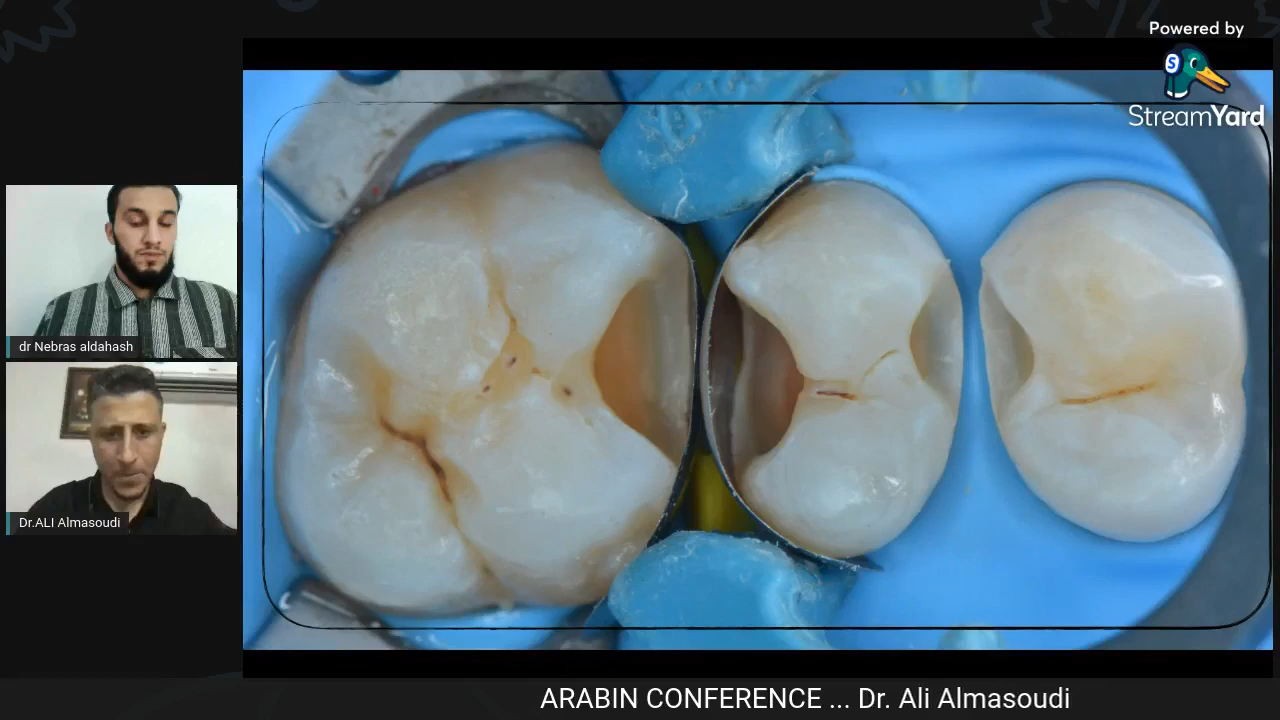 Powered by
S
StreamYard
dr Nebras aldahash
Dr.ALI Almasoudi
ARABIN CONFERENCE ... Dr. Ali Almasoudi